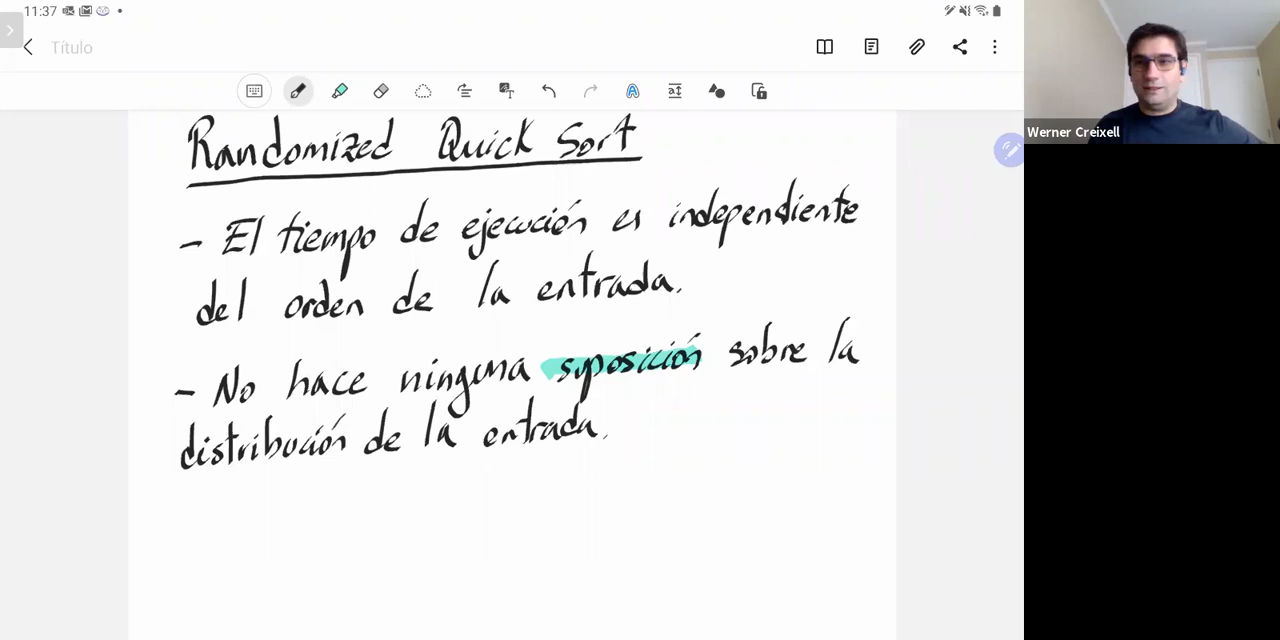 11:37
Título
Randomized Quick Sort
- El tiempo de ejecución es independiente
del orden de la entrada.
- No hace ninguna suposición sobre la
distribución de la entrada.
Werner Creixell